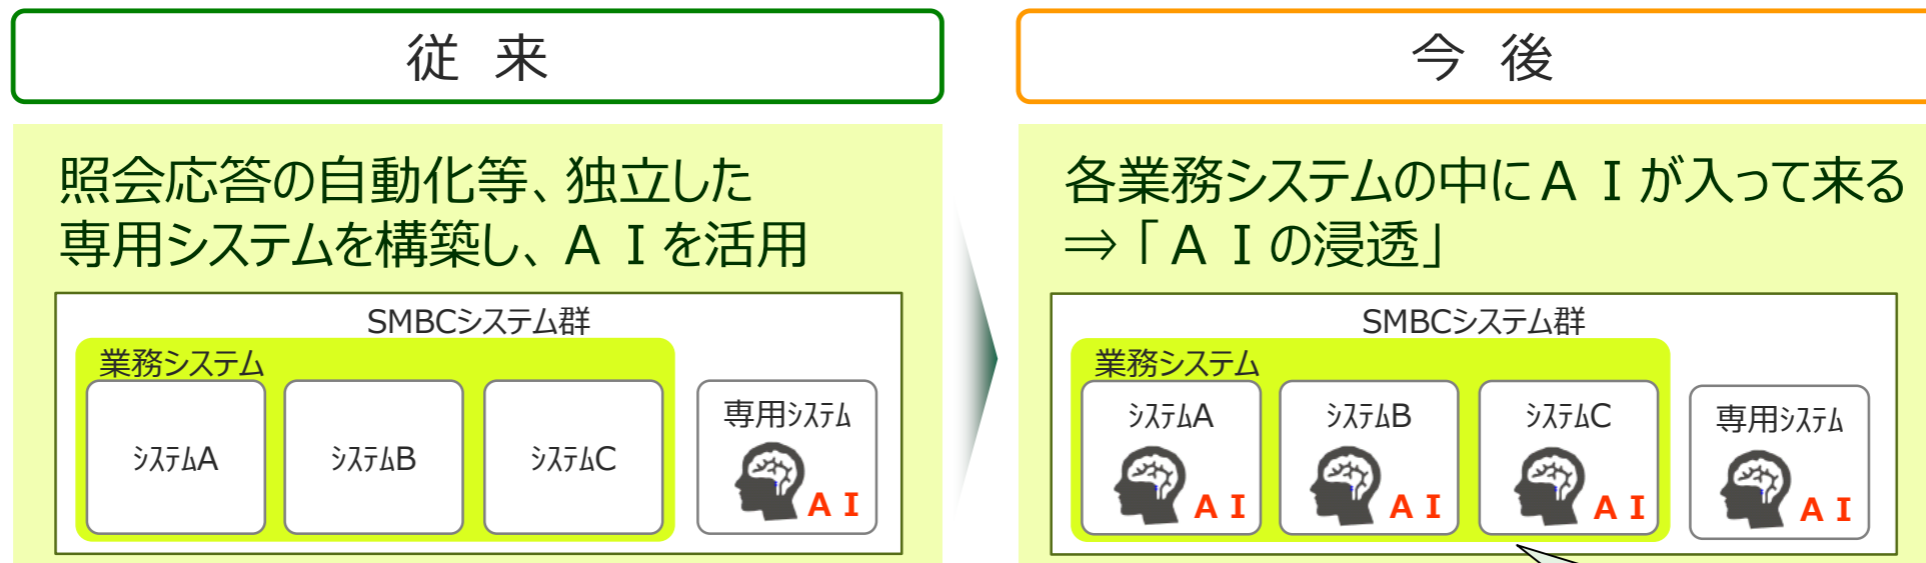 従 来
照会応答の自動化等、独立した
専用システムを構築し、ＡＩを活用
SMBCシステム群
業務システム
ｼｽﾃﾑA
ｼｽﾃﾑB
ｼｽﾃﾑC
専用ｼｽﾃﾑ
ＡＩ
今 後
各業務システムの中にＡＩが入って来る
⇒「ＡＩの浸透」
SMBCシステム群
業務システム
ｼｽﾃﾑA
ＡＩ
ｼｽﾃﾑB
ＡＩ
ｼｽﾃﾑC
ＡＩ
専用ｼｽﾃﾑ
ＡＩ